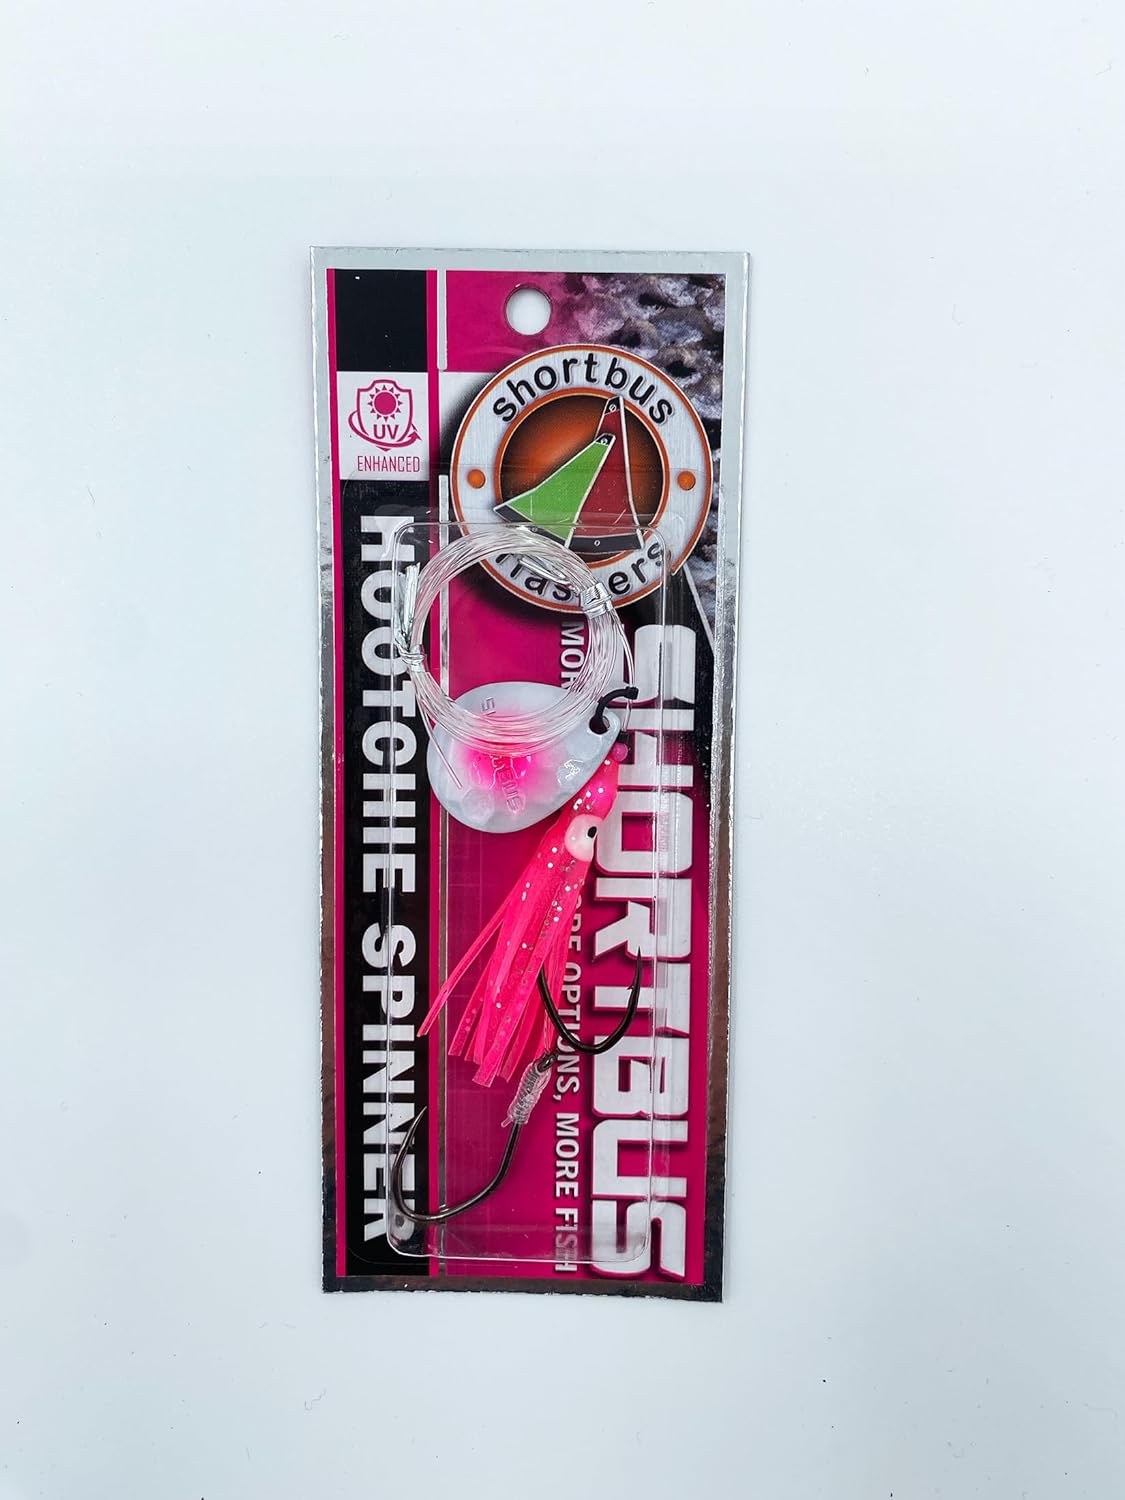 shortbus
flashers
UV
ENHANCED
HOOTCHIE SPINNER
SHORTBUS
MORE OPTIONS, MORE FISH